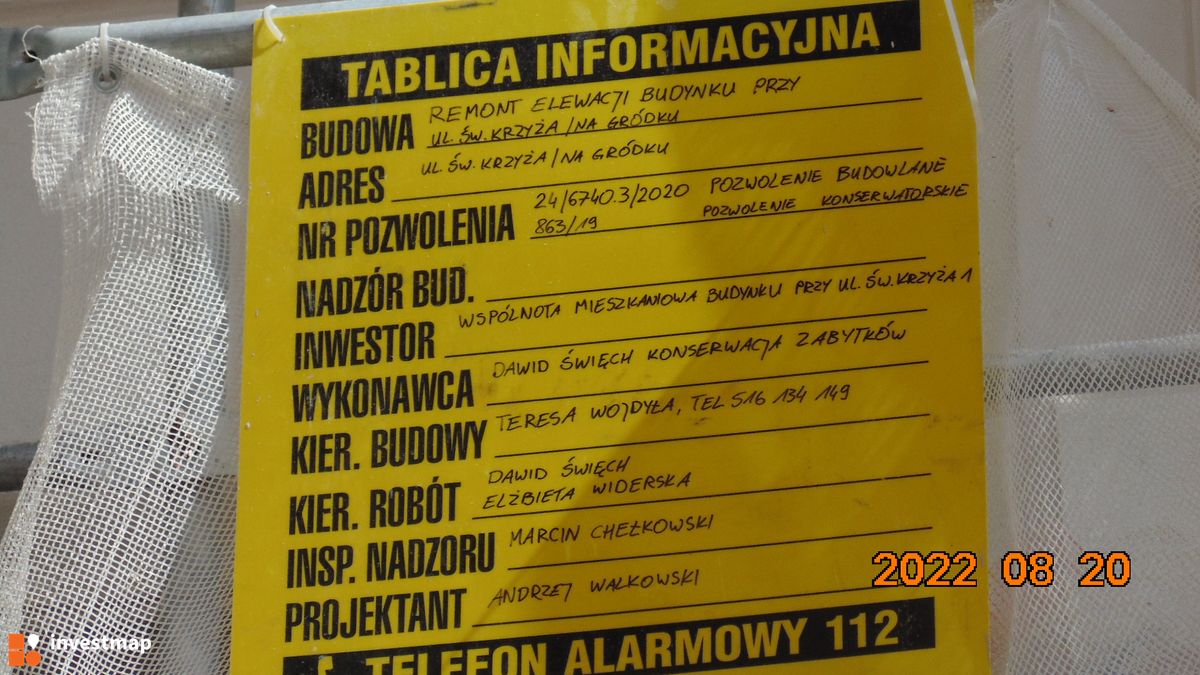 TABLICA INFORMACYJNA
BUDOWA REMONT ELEWACJI BUDYNKU PRZY
UL. ŚW. KRZYŻA / NA GRÓDKU
ADRES UL. ŚW. KRZYŻA / NA GRÓDKU
NR POZWOLENIA 24/6740.3/2020 POZWOLENIE BUDOWLANE
863/19 POZWOLENIE KONSERWATORSKIE
NADZÓR BUD.
INWESTOR WSPÓLNOTA MIESZKANIOWA BUDYNKU PRZY UL. ŚW. KRZYŻA 1
WYKONAWCA DAWID ŚWIĘCH KONSERWACJA ZABYTKÓW
KIER. BUDOWY TERESA WOJDYŁA, TEL 516 134 149
KIER. ROBÓT DAWID ŚWIĘCH
ELŻBIETA WIDERSKA
INSP. NADZORU MARCIN CHEŁKOWSKI
PROJEKTANT ANDRZEJ WALKOWSKI
TELEFON ALARMOWY 112
2022 08 20
investmap